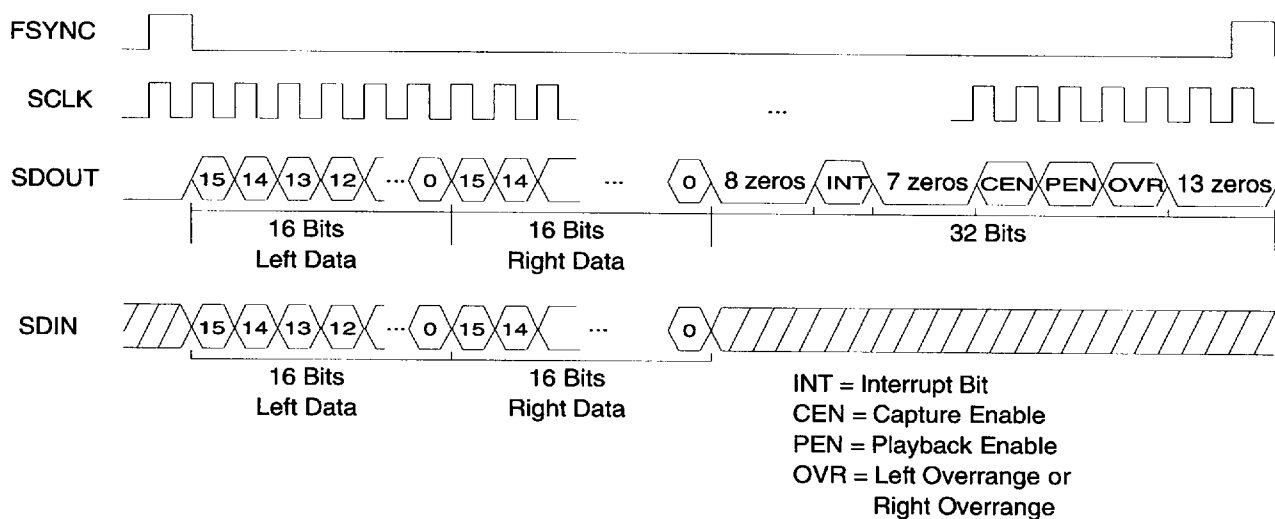 FSYNC
SCLK
...
SDOUT 15 14 13 12 ... 0 15 14 ... 0 8 zeros INT 7 zeros CEN PEN OVR 13 zeros
16 Bits 16 Bits 32 Bits
Left Data Right Data
SDIN 15 14 13 12 ... 0 15 14 ... 0
16 Bits 16 Bits
Left Data Right Data
INT = Interrupt Bit
CEN = Capture Enable
PEN = Playback Enable
OVR = Left Overrange or
Right Overrange